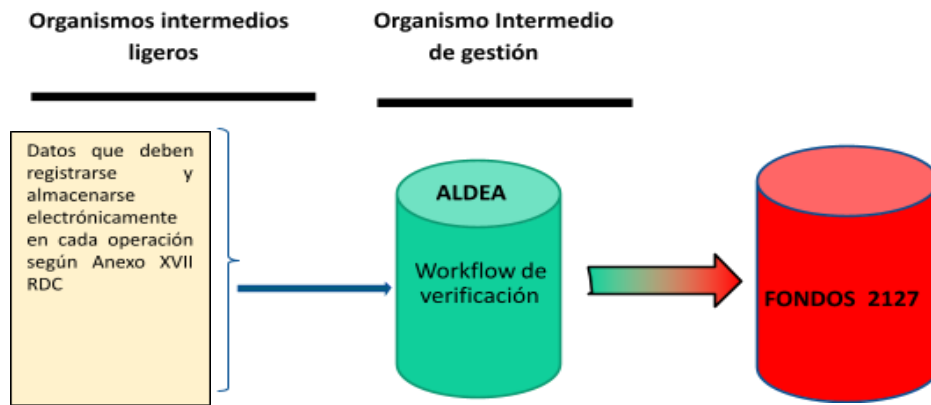 Organismos intermedios
ligeros
Organismo Intermedio
de gestión
Datos que deben
registrarse y
almacenarse
electrónicamente
en cada operación
según Anexo XVII
RDC
ALDEA
Workflow de
verificación
FONDOS 2127